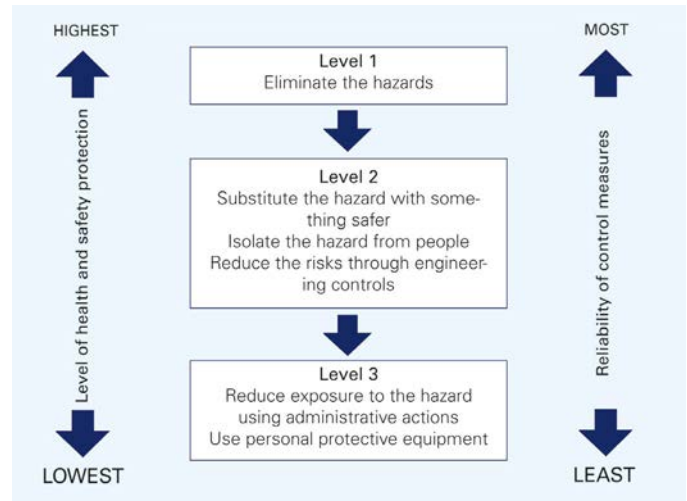 HIGHEST
MOST
Level of health and safety protection
Level 1
Eliminate the hazards
Level 2
Substitute the hazard with some-
thing safer
Isolate the hazard from people
Reduce the risks through engineer-
ing controls
Level 3
Reduce exposure to the hazard
using administrative actions
Use personal protective equipment
Reliability of control measures
LOWEST
LEAST